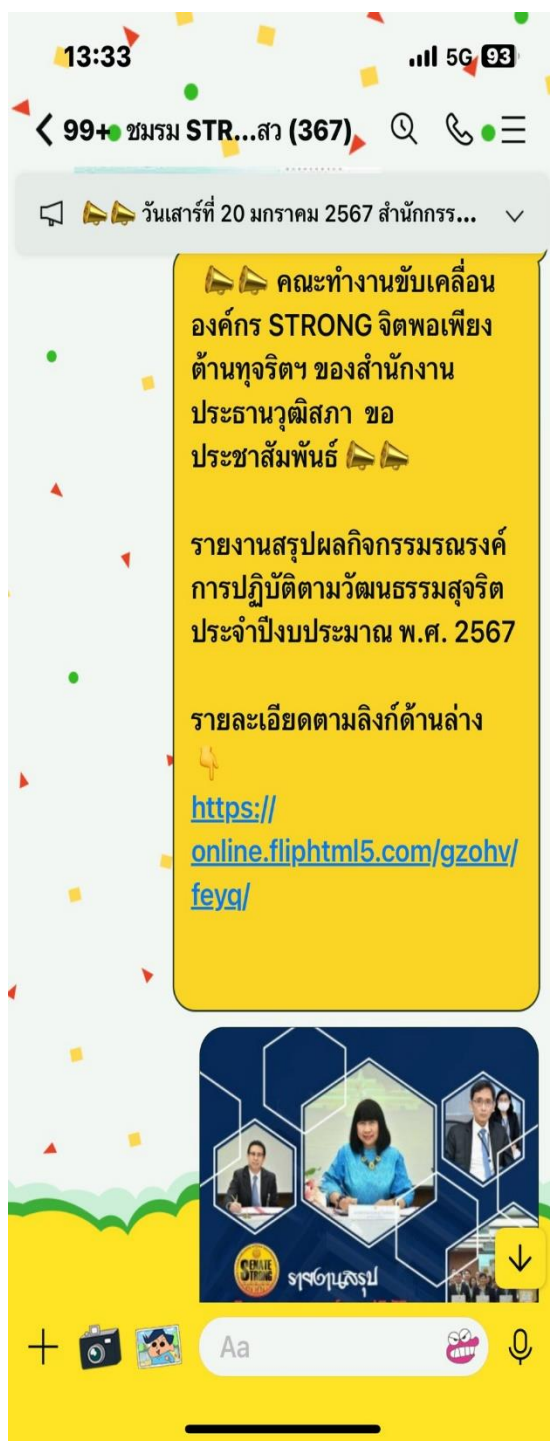 13:33
5G 93
99+ ชมรม STR...สว (367)
วันเสาร์ที่ 20 มกราคม 2567 สำนักกรร...
คณะทำงานขับเคลื่อน
องค์กร STRONG จิตพอเพียง
ต้านทุจริตฯ ของสำนักงาน
ประธานวุฒิสภา ขอ
ประชาสัมพันธ์
รายงานสรุปผลกิจกรรมรณรงค์
การปฏิบัติตามวัฒนธรรมสุจริต
ประจำปีงบประมาณ พ.ศ. 2567
รายละเอียดตามลิงก์ด้านล่าง
https://
online.fliphtml5.com/gzohv/
feyq/
SENATE
STRONG
รายงานสรุป
Aa